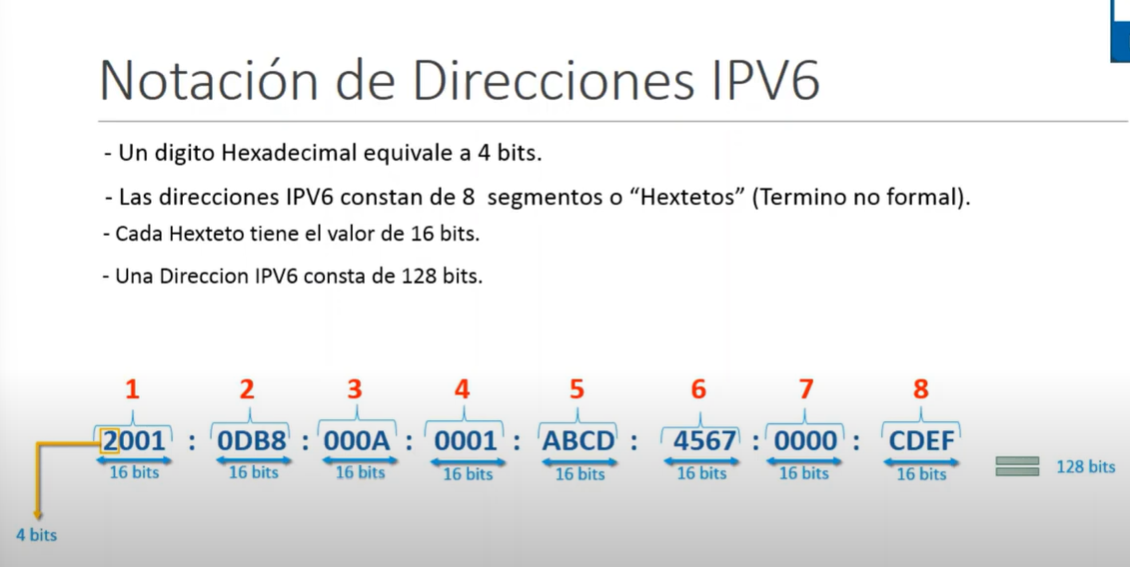 Notación de Direcciones IPV6
- Un digito Hexadecimal equivale a 4 bits.
- Las direcciones IPV6 constan de 8 segmentos o “Hextetos” (Termino no formal).
- Cada Hexteto tiene el valor de 16 bits.
- Una Direccion IPV6 consta de 128 bits.
1 2 3 4 5 6 7 8
2001 : 0DB8 : 000A : 0001 : ABCD : 4567 : 0000 : CDEF
16 bits 16 bits 16 bits 16 bits 16 bits 16 bits 16 bits 16 bits 128 bits
4 bits